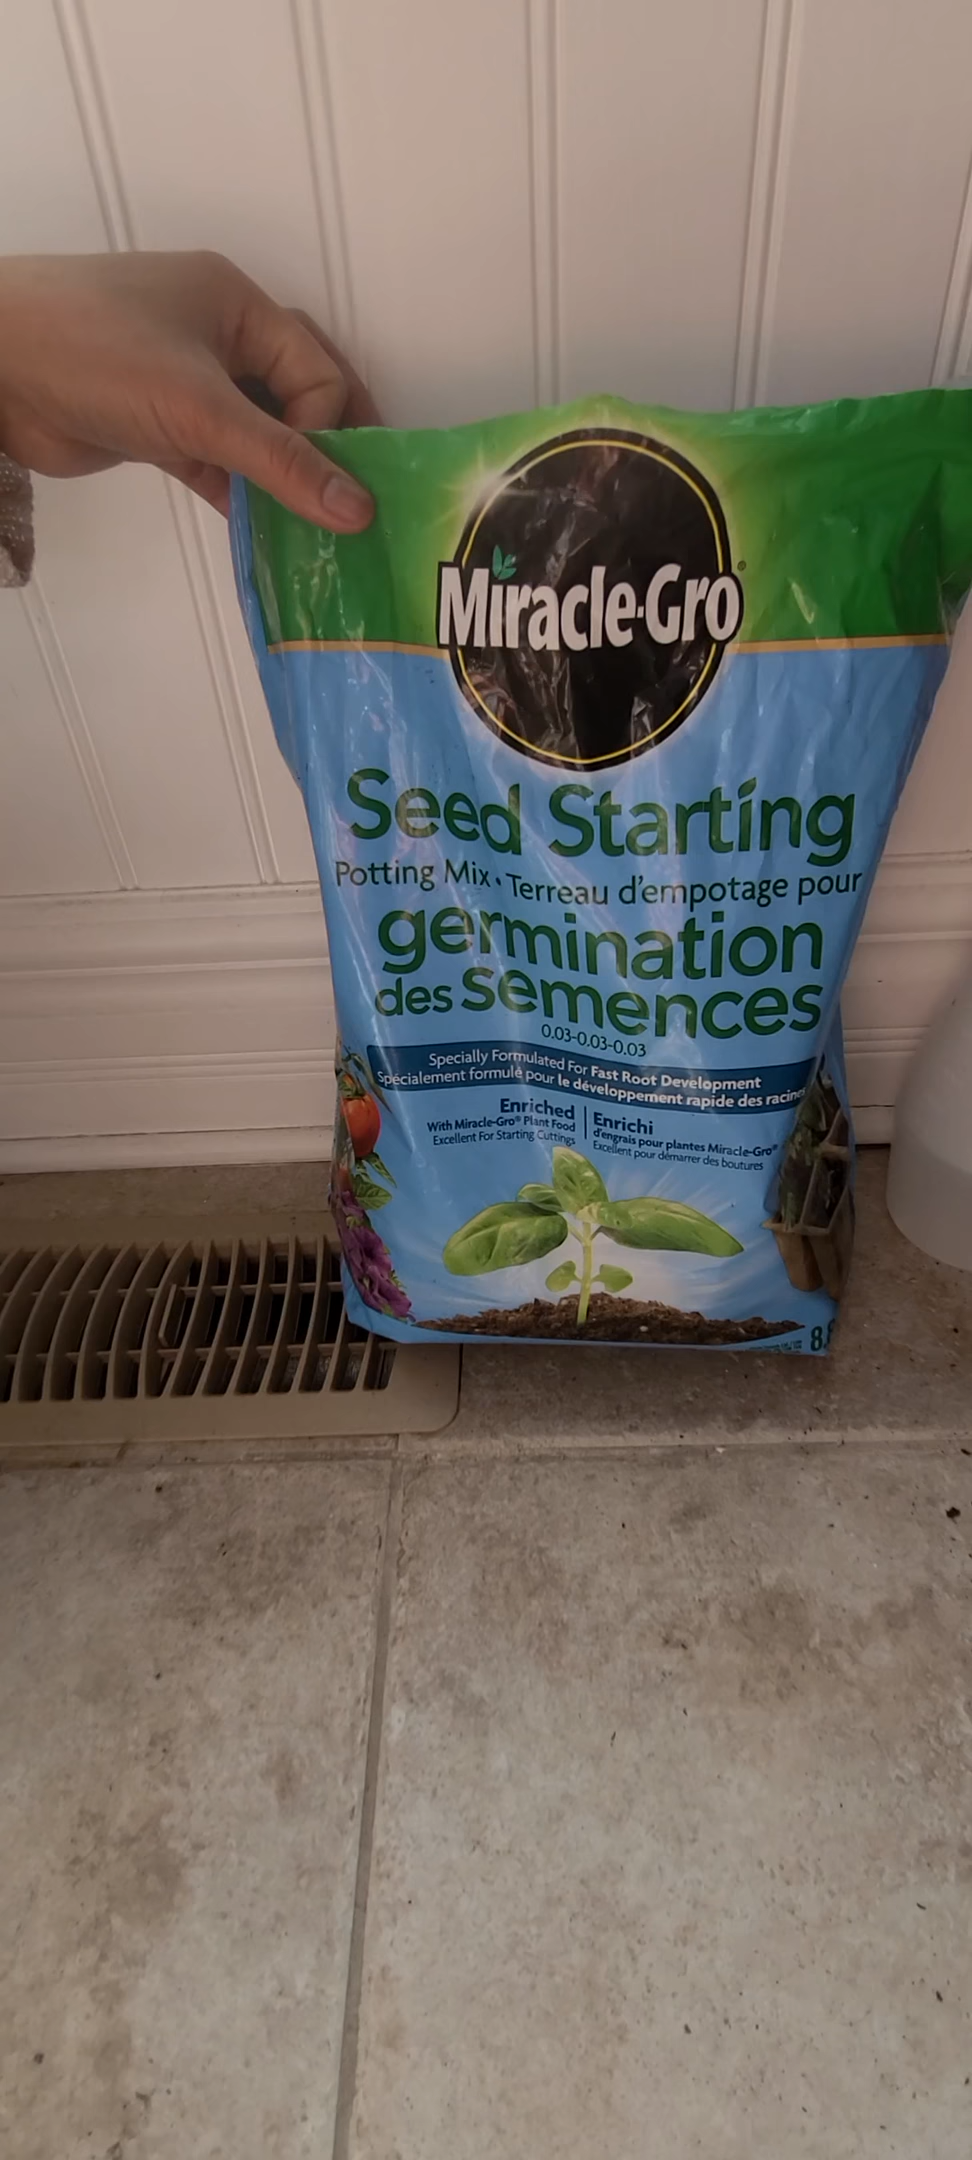 Miracle-Gro®
Seed Starting
Potting Mix • Terreau d'empotage pour
germination
des semences
0.03-0.03-0.03
Specially Formulated For Fast Root Development
Spécialement formulé pour le développement rapide des racines
Enriched
With Miracle-Gro® Plant Food
Excellent For Starting Cuttings
Enrichi
d'engrais pour plantes Miracle-Gro®
Excellent pour démarrer des boutures